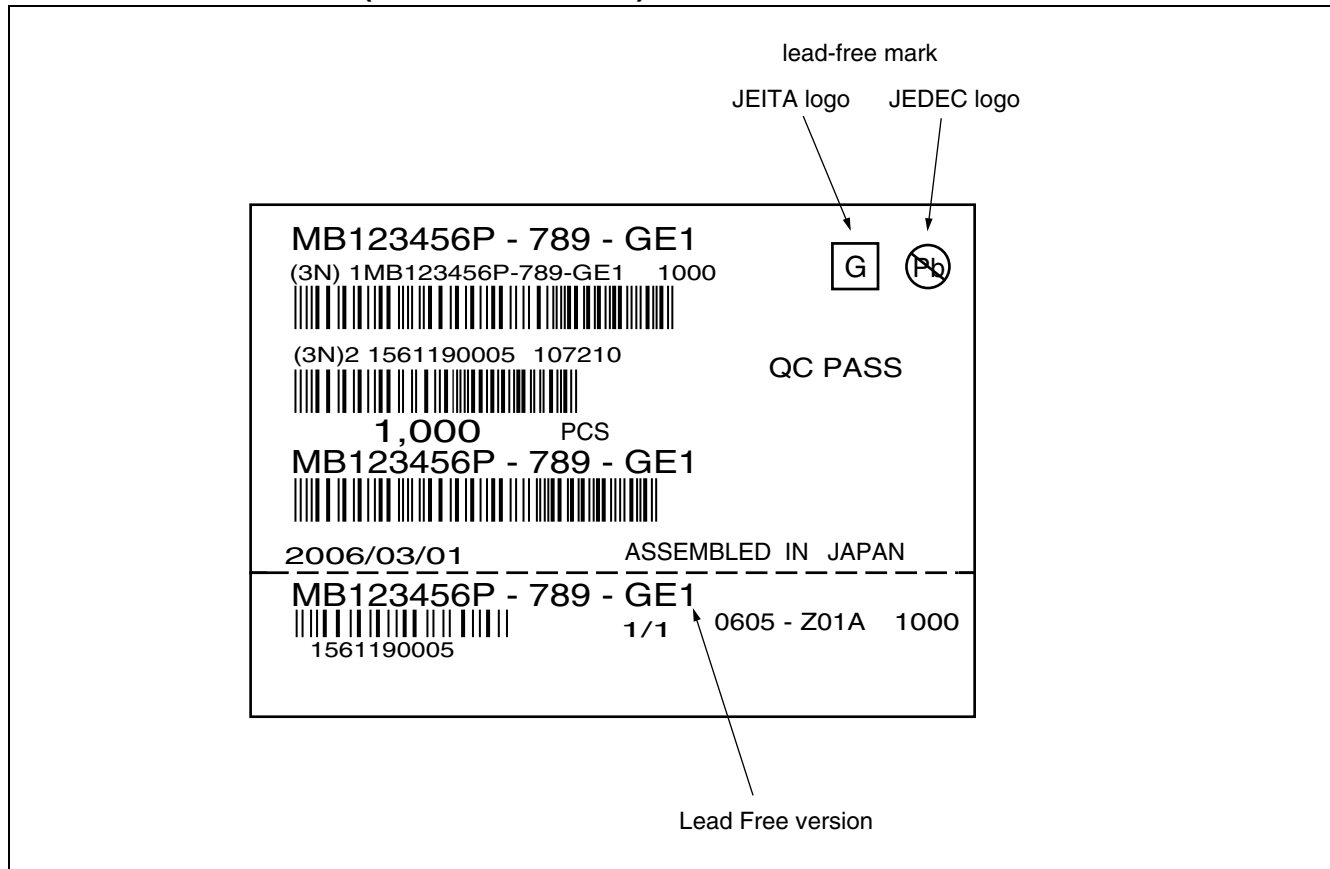 lead-free mark
JEITA logo JEDEC logo
MB123456P - 789 - GE1
(3N) 1MB123456P-789-GE1 1000
G Pb
(3N)2 1561190005 107210
QC PASS
1,000 PCS
MB123456P - 789 - GE1
2006/03/01 ASSEMBLED IN JAPAN
MB123456P - 789 - GE1
1/1 0605 - Z01A 1000
1561190005
Lead Free version